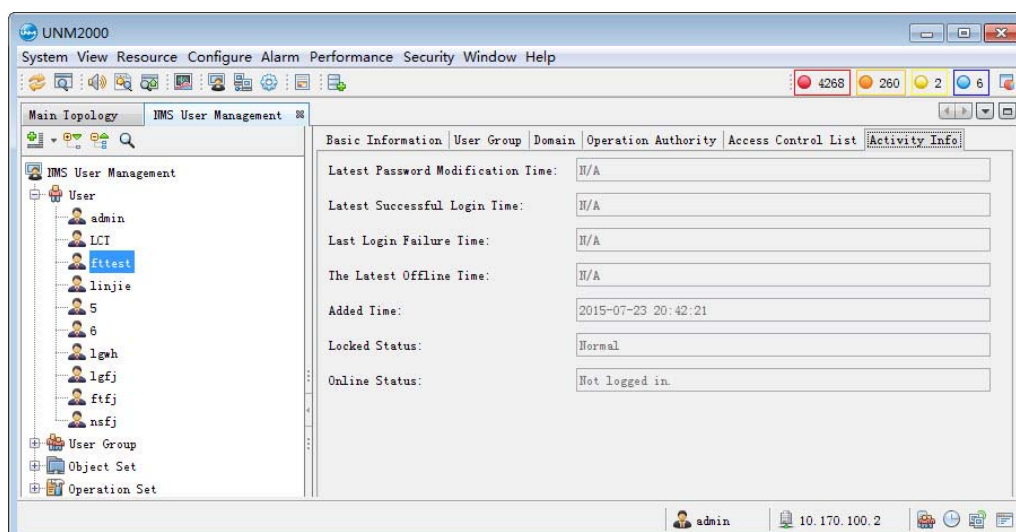 UNM2000
System View Resource Configure Alarm Performance Security Window Help
4268 260 2 6
Main Topology NMS User Management
Basic Information User Group Domain Operation Authority Access Control List Activity Info
NMS User Management
User
admin
LCT
fttest
linjie
5
6
lgwh
lgfj
ftfj
nsfj
User Group
Object Set
Operation Set
Latest Password Modification Time: N/A
Latest Successful Login Time: N/A
Last Login Failure Time: N/A
The Latest Offline Time: N/A
Added Time: 2015-07-23 20:42:21
Locked Status: Normal
Online Status: Not logged in.
admin 10.170.100.2